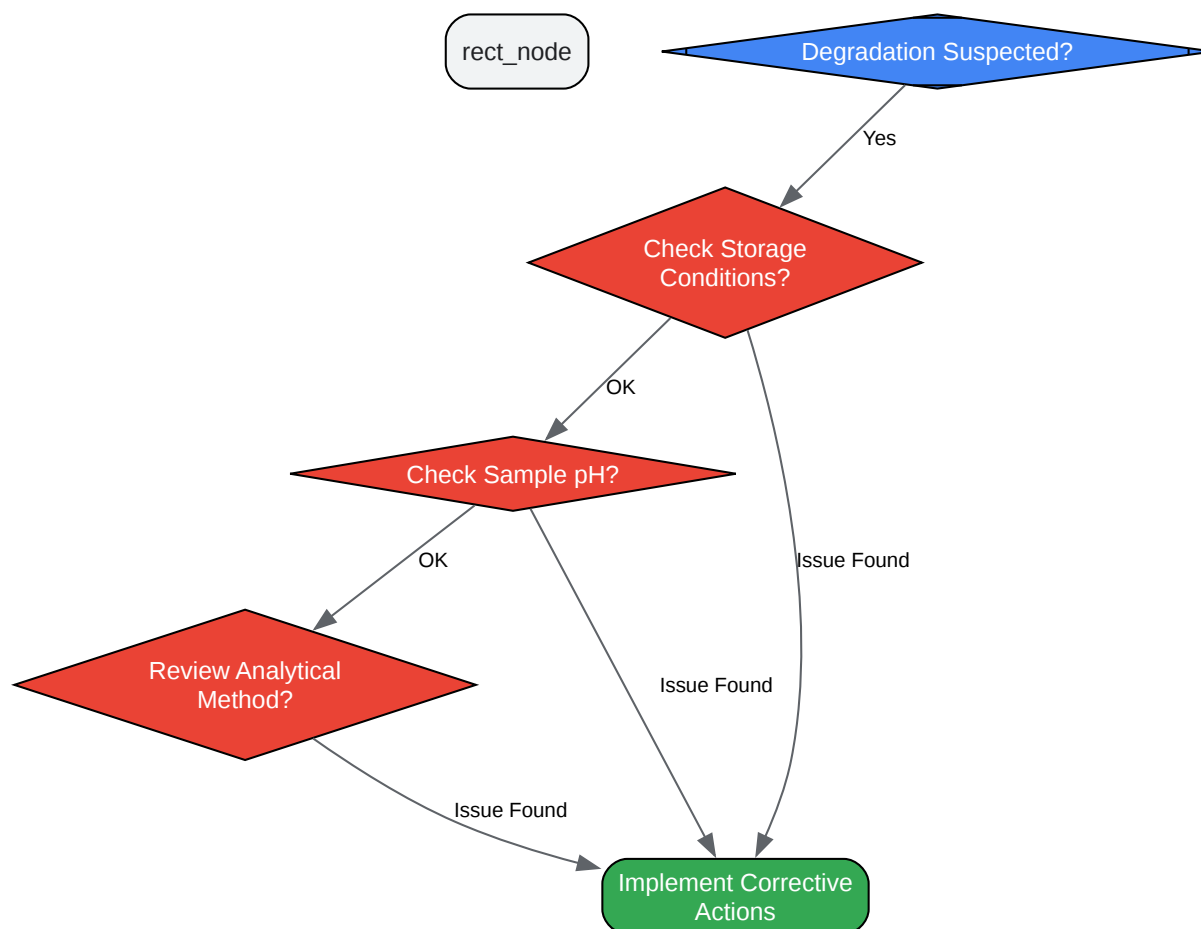 rect_node
Degradation Suspected?
Yes
Check Storage
Conditions?
OK
Check Sample pH?
OK
Issue Found
Review Analytical
Method?
Issue Found
Issue Found
Implement Corrective
Actions